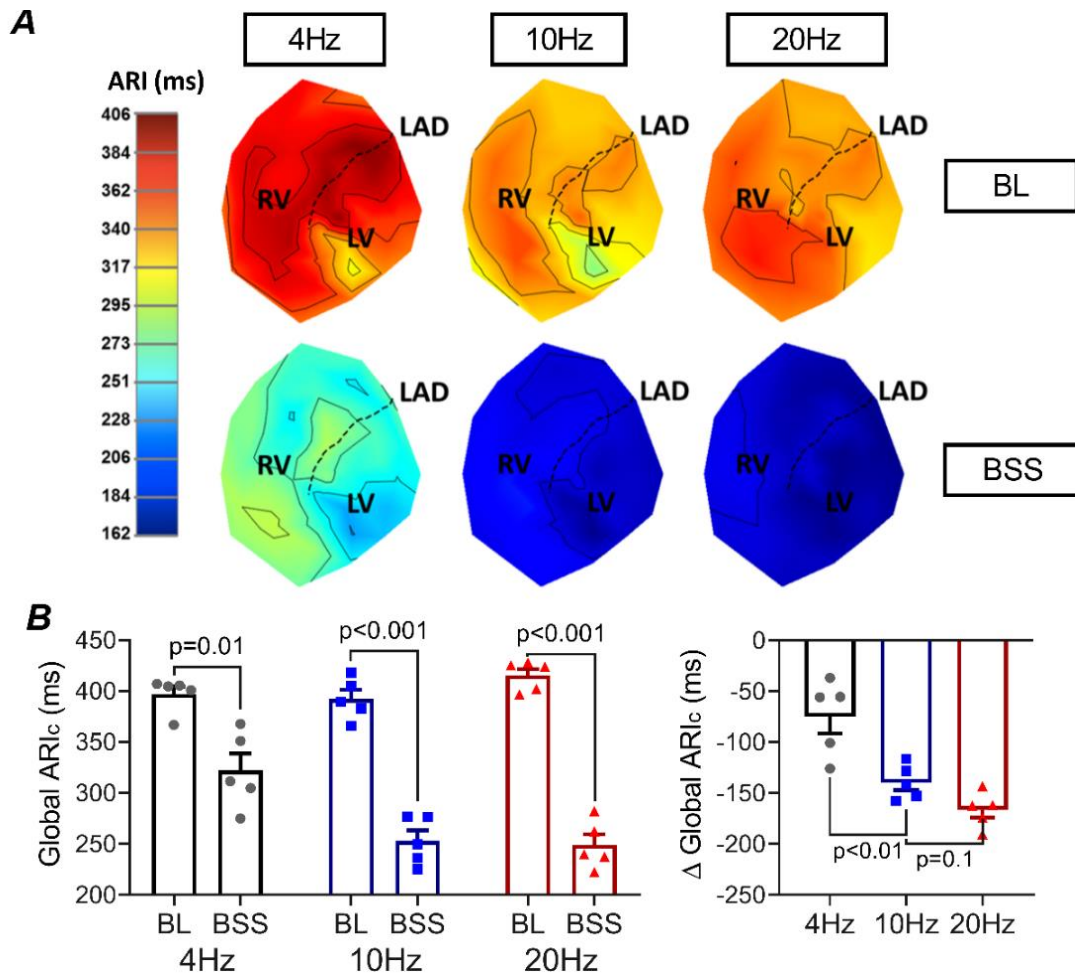 A
4Hz
10Hz
20Hz
ARI (ms)
406
384
362
340
317
295
273
251
228
206
184
162
LAD
RV
LV
LAD
RV
LV
LAD
RV
LV
BL
LAD
RV
LV
LAD
RV
LV
LAD
RV
LV
BSS
B
Global ARIc (ms)
450
400
350
300
250
200
p=0.01
p<0.001
p<0.001
BL BSS BL BSS BL BSS
4Hz 10Hz 20Hz
Δ Global ARIc (ms)
0
-50
-100
-150
-200
-250
p<0.01
p=0.1
4Hz 10Hz 20Hz